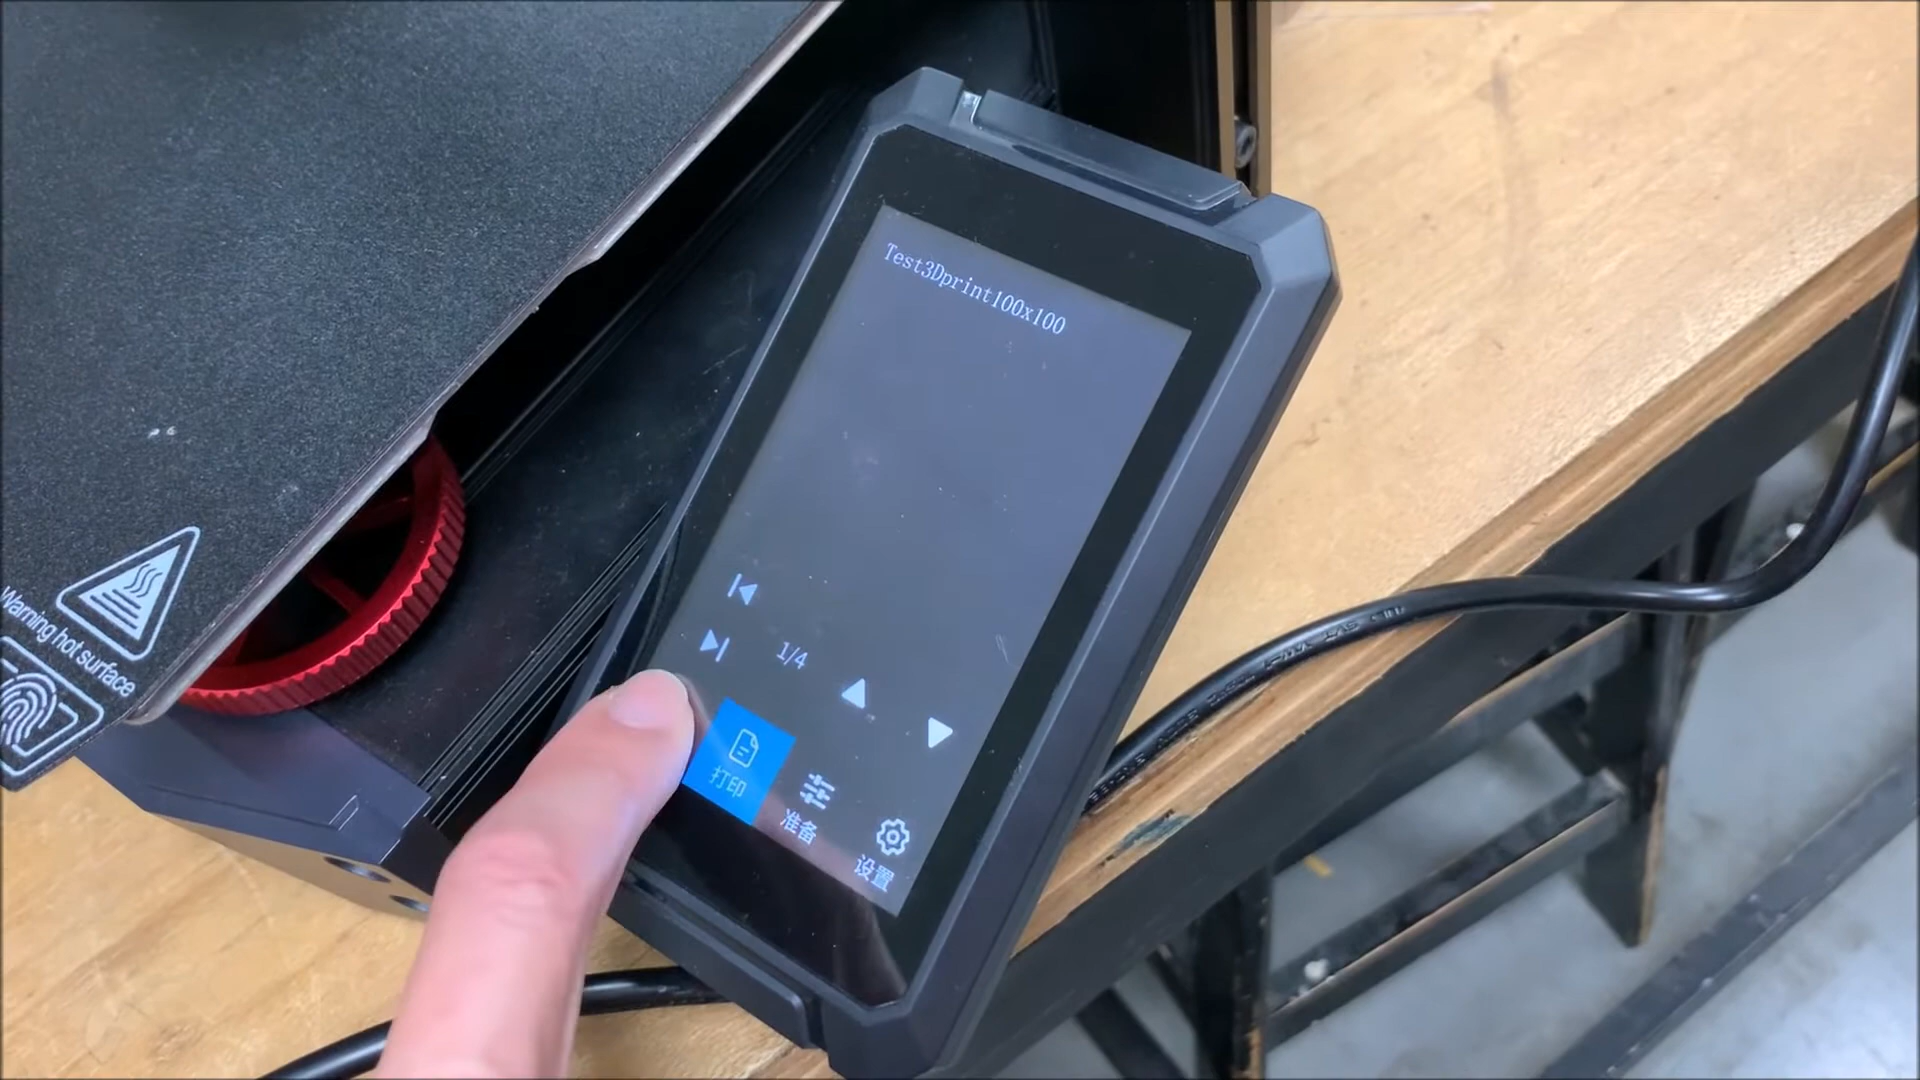 Test3Dprint100x100
1/4
打印
准备
设置
Warning hot surface